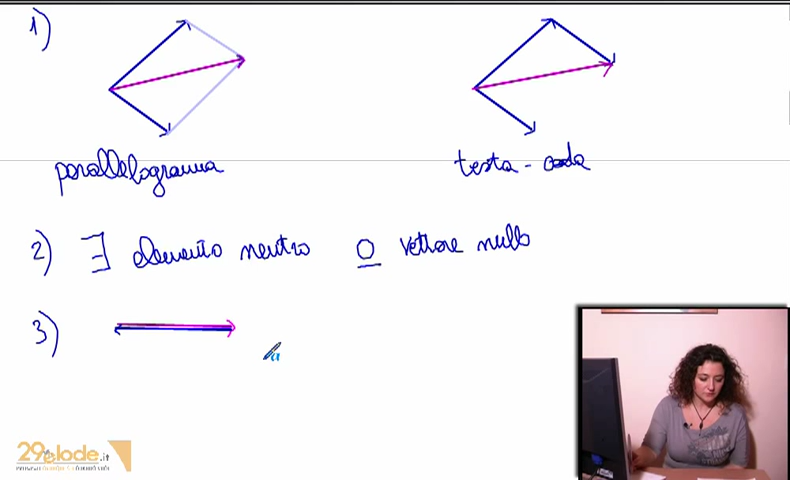 1)
parallelogramma
testa-coda
2) ∃ elemento neutro 0 vettore nullo
3)
29elode.it